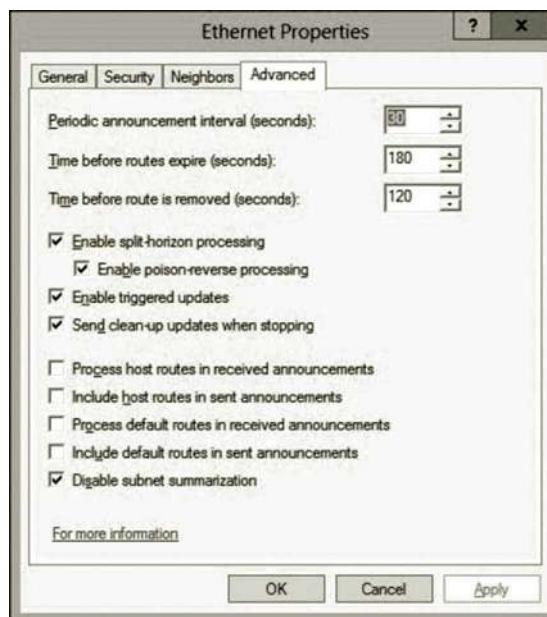 Ethernet Properties
? x
General Security Neighbors Advanced
Periodic announcement interval (seconds): 30
Time before routes expire (seconds): 180
Time before route is removed (seconds): 120
Enable split-horizon processing
Enable poison-reverse processing
Enable triggered updates
Send clean-up updates when stopping
Process host routes in received announcements
Include host routes in sent announcements
Process default routes in received announcements
Include default routes in sent announcements
Disable subnet summarization
For more information
OK Cancel Apply